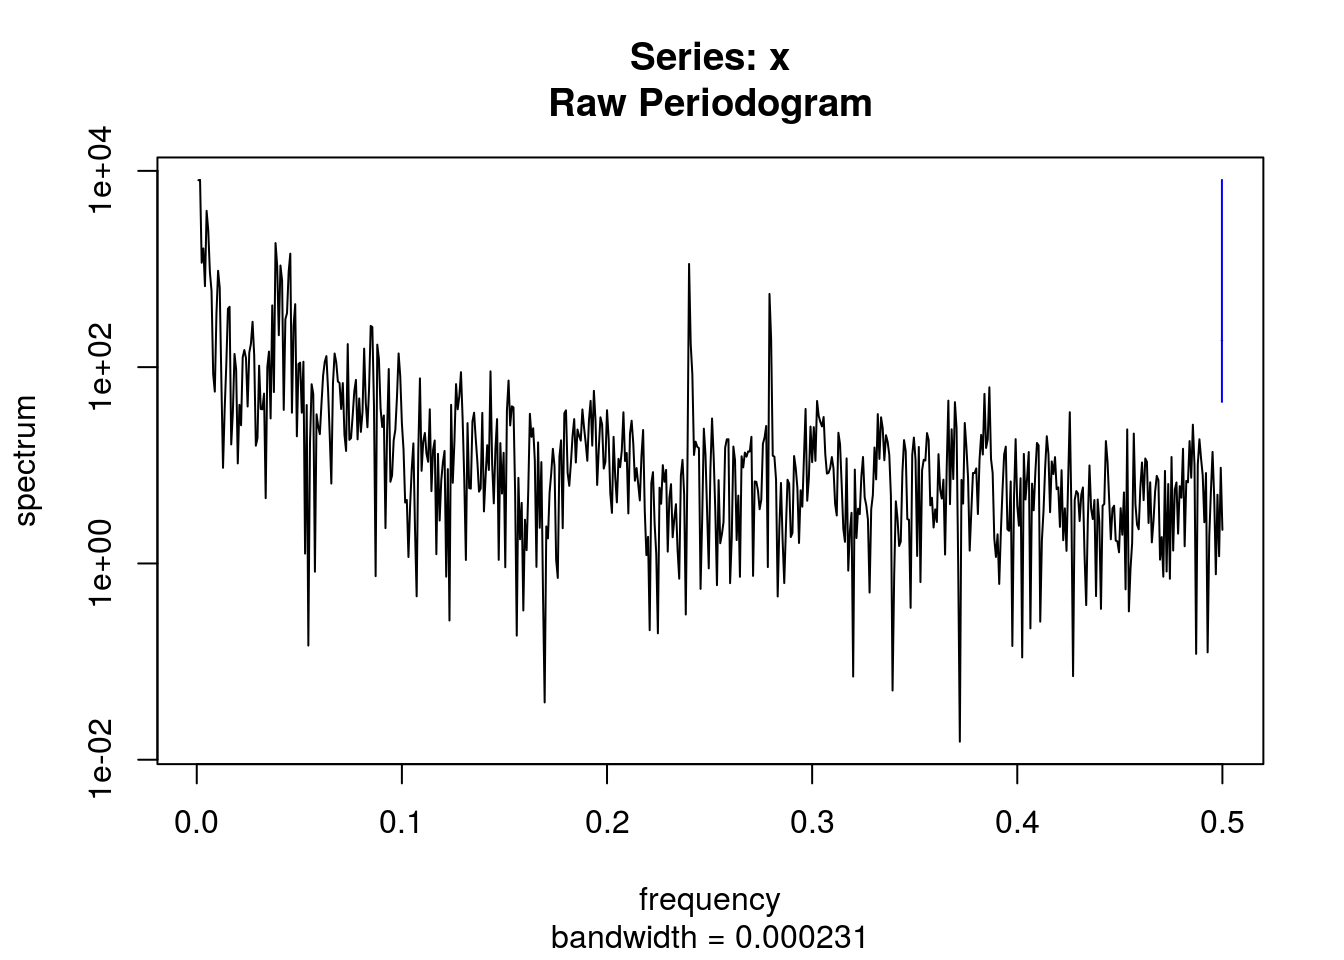 Series: x
Raw Periodogram
spectrum
1e+04
1e+02
1e+00
1e-02
0.0 0.1 0.2 0.3 0.4 0.5
frequency
bandwidth = 0.000231